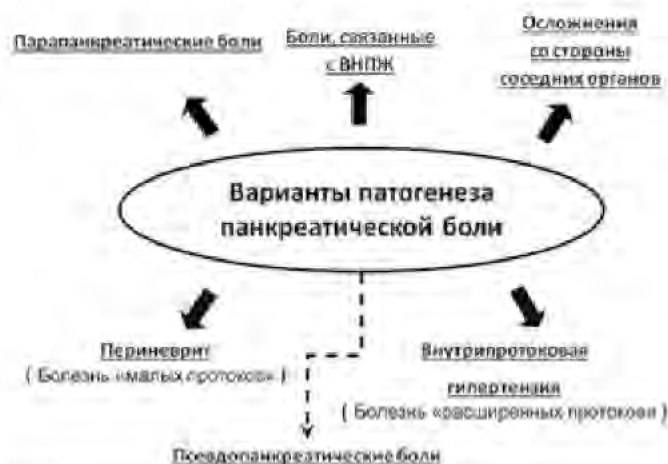 Парапанкреатические боли
Боли, связанные
с ВНПЖ
Осложнения
со стороны
соседних органов
Варианты патогенеза
панкреатической боли
Периневрит
( Болезнь «малых протоков» )
Внутрипротоковая
гипертензия
( Болезнь «расширенных протоков» )
Псевдопанкреатические боли